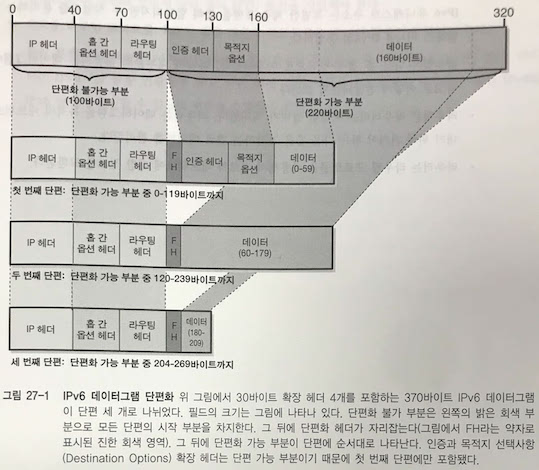 0 40 70 100 130 160 320
IP 헤더 홉 간 옵션 헤더 라우팅 헤더 인증 헤더 목적지 옵션 데이터 (160바이트)
단편화 불가능 부분 (100바이트) 단편화 가능 부분 (220바이트)
IP 헤더 홉 간 옵션 헤더 라우팅 헤더 F H 인증 헤더 목적지 옵션 데이터 (0-59)
첫 번째 단편: 단편화 가능 부분 중 0-119바이트까지
IP 헤더 홉 간 옵션 헤더 라우팅 헤더 F H 데이터 (60-179)
두 번째 단편: 단편화 가능 부분 중 120-239바이트까지
IP 헤더 홉 간 옵션 헤더 라우팅 헤더 F H 데이터 (180-209)
세 번째 단편: 단편화 가능 부분 중 204-269바이트까지
그림 27-1 IPv6 데이터그램 단편화 위 그림에서 30바이트 확장 헤더 4개를 포함하는 370바이트 IPv6 데이터그램
이 단편 세 개로 나뉘었다. 필드의 크기는 그림에 나타나 있다. 단편화 불가 부분은 왼쪽의 밝은 회색 부
분으로 모든 단편의 시작 부분을 차지한다. 그 뒤에 단편화 헤더가 자리잡는다(그림에서 FH라는 약자로
표시된 진한 회색 영역). 그 뒤에 단편화 가능 부분이 단편에 순서대로 나타난다. 인증과 목적지 선택사항
(Destination Options) 확장 헤더는 단편 가능 부분이기 때문에 첫 번째 단편에만 포함됐다.